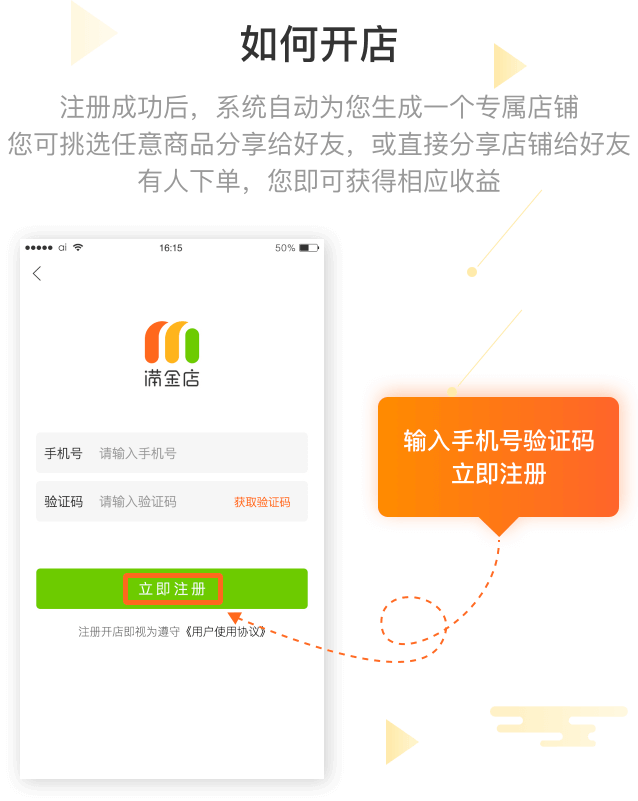 如何开店
注册成功后，系统自动为您生成一个专属店铺
您可挑选任意商品分享给好友，或直接分享店铺给好友
有人下单，您即可获得相应收益
ai 16:15 50%
满金店
输入手机号验证码
立即注册
手机号 请输入手机号
验证码 请输入验证码 获取验证码
立即注册
注册开店即视为遵守《用户使用协议》